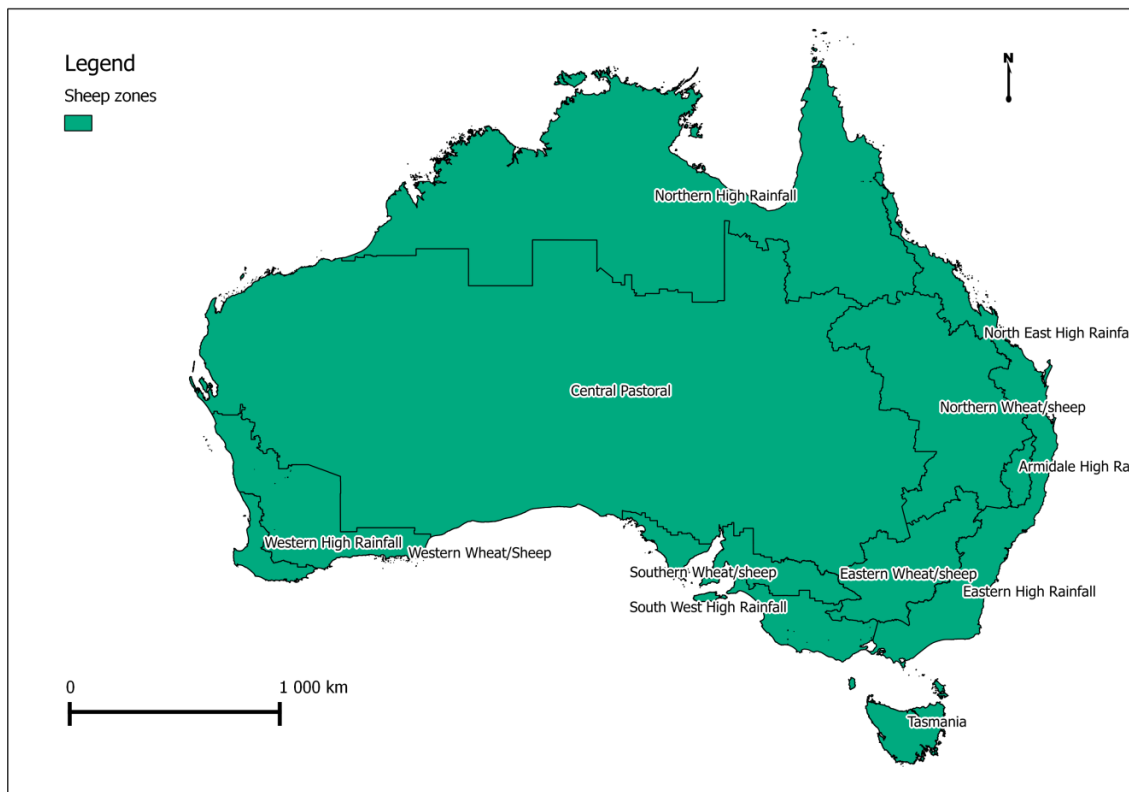 Legend
Sheep zones
N
Northern High Rainfall
North East High Rainfa
Central Pastoral
Northern Wheat/sheep
Armidale High Ra
Western High Rainfall
Western Wheat/Sheep
Southern Wheat/sheep
Eastern Wheat/sheep
South West High Rainfall
Eastern High Rainfall
0 1 000 km
Tasmania